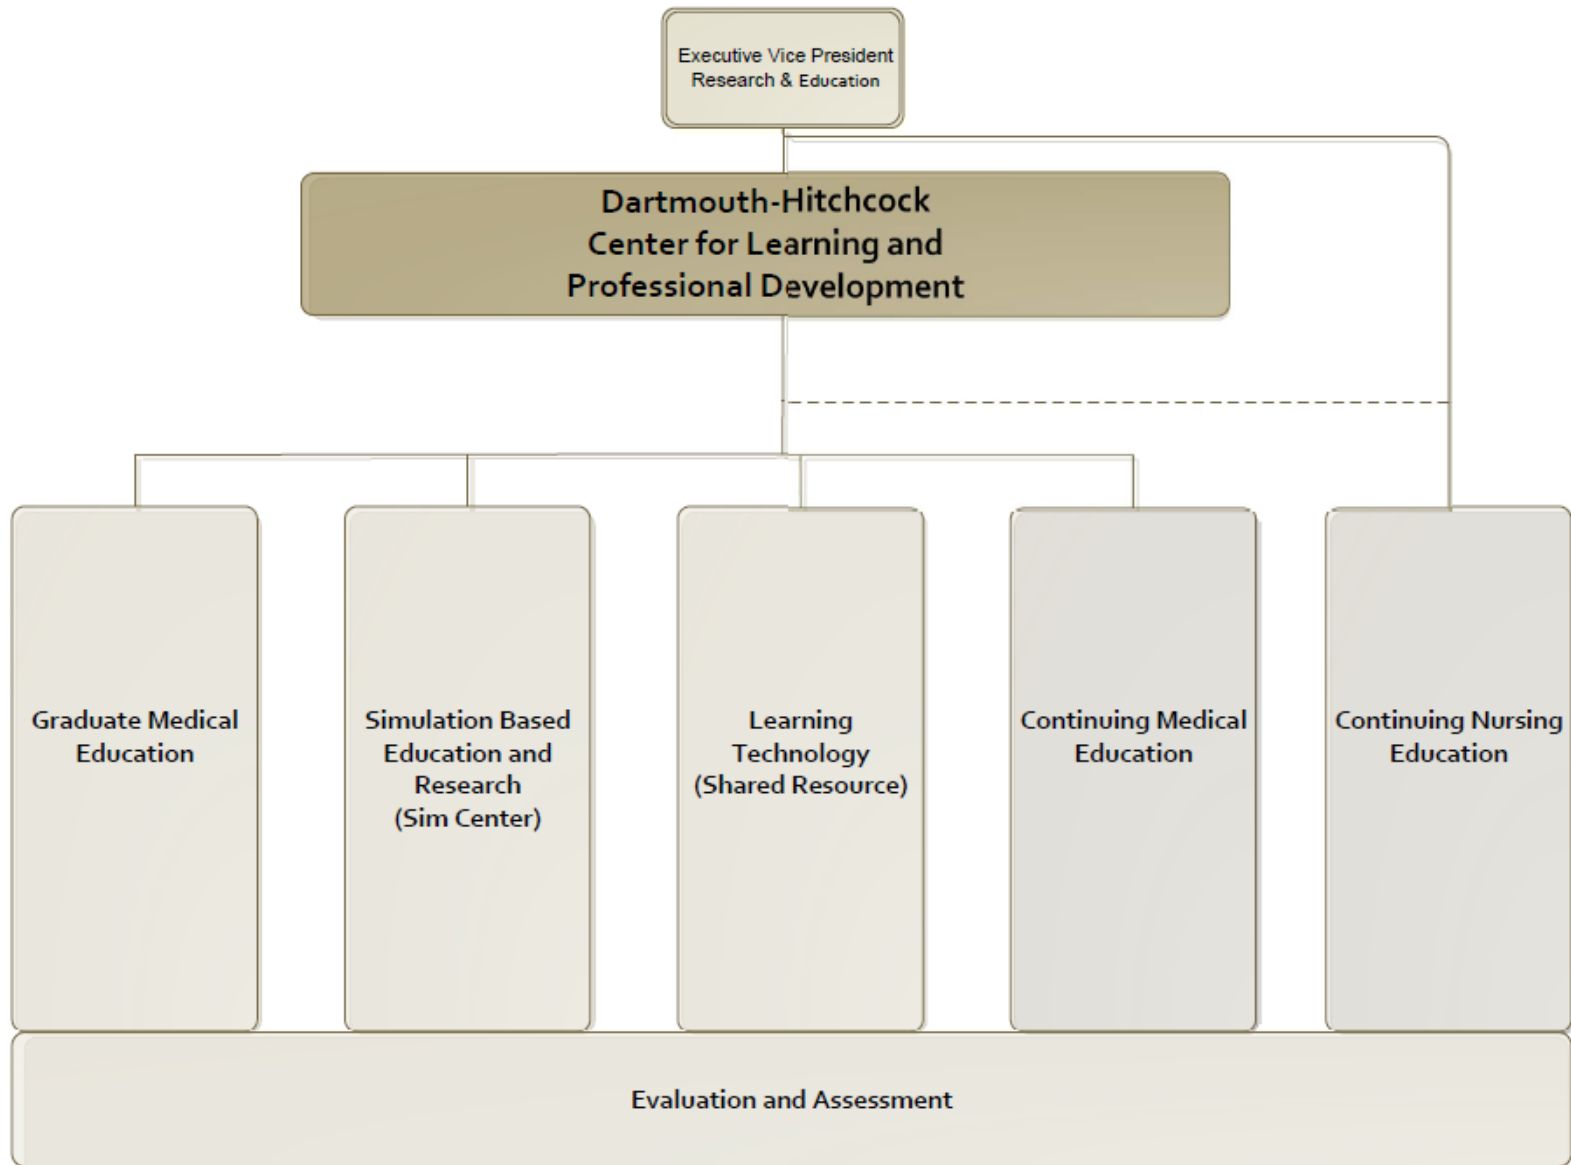 Executive Vice President
Research & Education
Dartmouth-Hitchcock
Center for Learning and
Professional Development
Graduate Medical
Education
Simulation Based
Education and
Research
(Sim Center)
Learning
Technology
(Shared Resource)
Continuing Medical
Education
Continuing Nursing
Education
Evaluation and Assessment